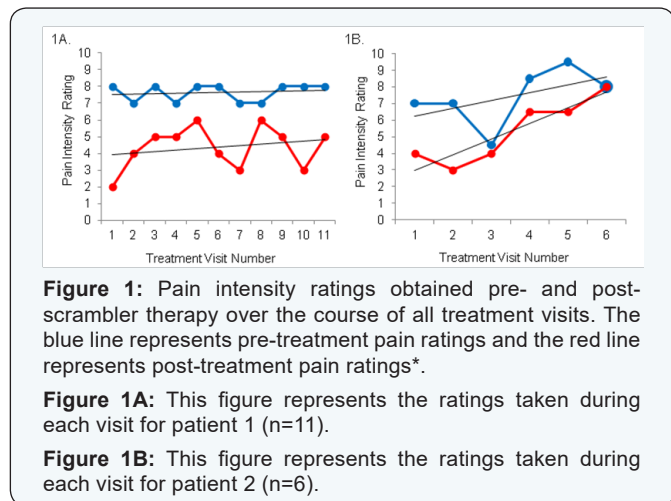 1A.
10
9
8
7
6
5
4
3
2
1
0
Pain Intensity Rating
1 2 3 4 5 6 7 8 9 10 11
Treatment Visit Number
1B.
10
9
8
7
6
5
4
3
2
1
0
Pain Intensity Rating
1 2 3 4 5 6
Treatment Visit Number
Figure 1: Pain intensity ratings obtained pre- and post-
scrambler therapy over the course of all treatment visits. The
blue line represents pre-treatment pain ratings and the red line
represents post-treatment pain ratings*.
Figure 1A: This figure represents the ratings taken during
each visit for patient 1 (n=11).
Figure 1B: This figure represents the ratings taken during
each visit for patient 2 (n=6).